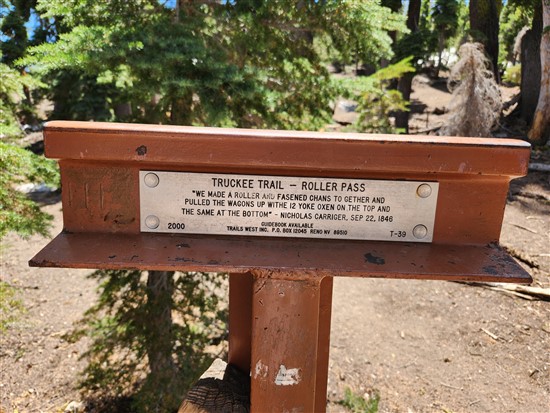 TRUCKEE TRAIL – ROLLER PASS
"WE MADE A ROLLER AND FASENED CHANS TO GETHER AND
PULLED THE WAGONS UP WITHE 12 YOKE OXEN ON THE TOP AND
THE SAME AT THE BOTTOM" - NICHOLAS CARRIGER, SEP 22, 1846
GUIDEBOOK AVAILABLE
2000 TRAILS WEST INC. P.O. BOX 12045 RENO NV 89510 T-39